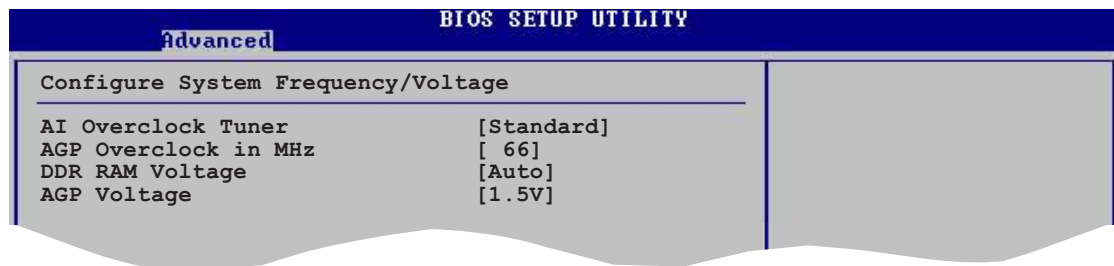 BIOS SETUP UTILITY
Advanced
Configure System Frequency/Voltage
AI Overclock Tuner [Standard]
AGP Overclock in MHz [ 66]
DDR RAM Voltage [Auto]
AGP Voltage [1.5V]